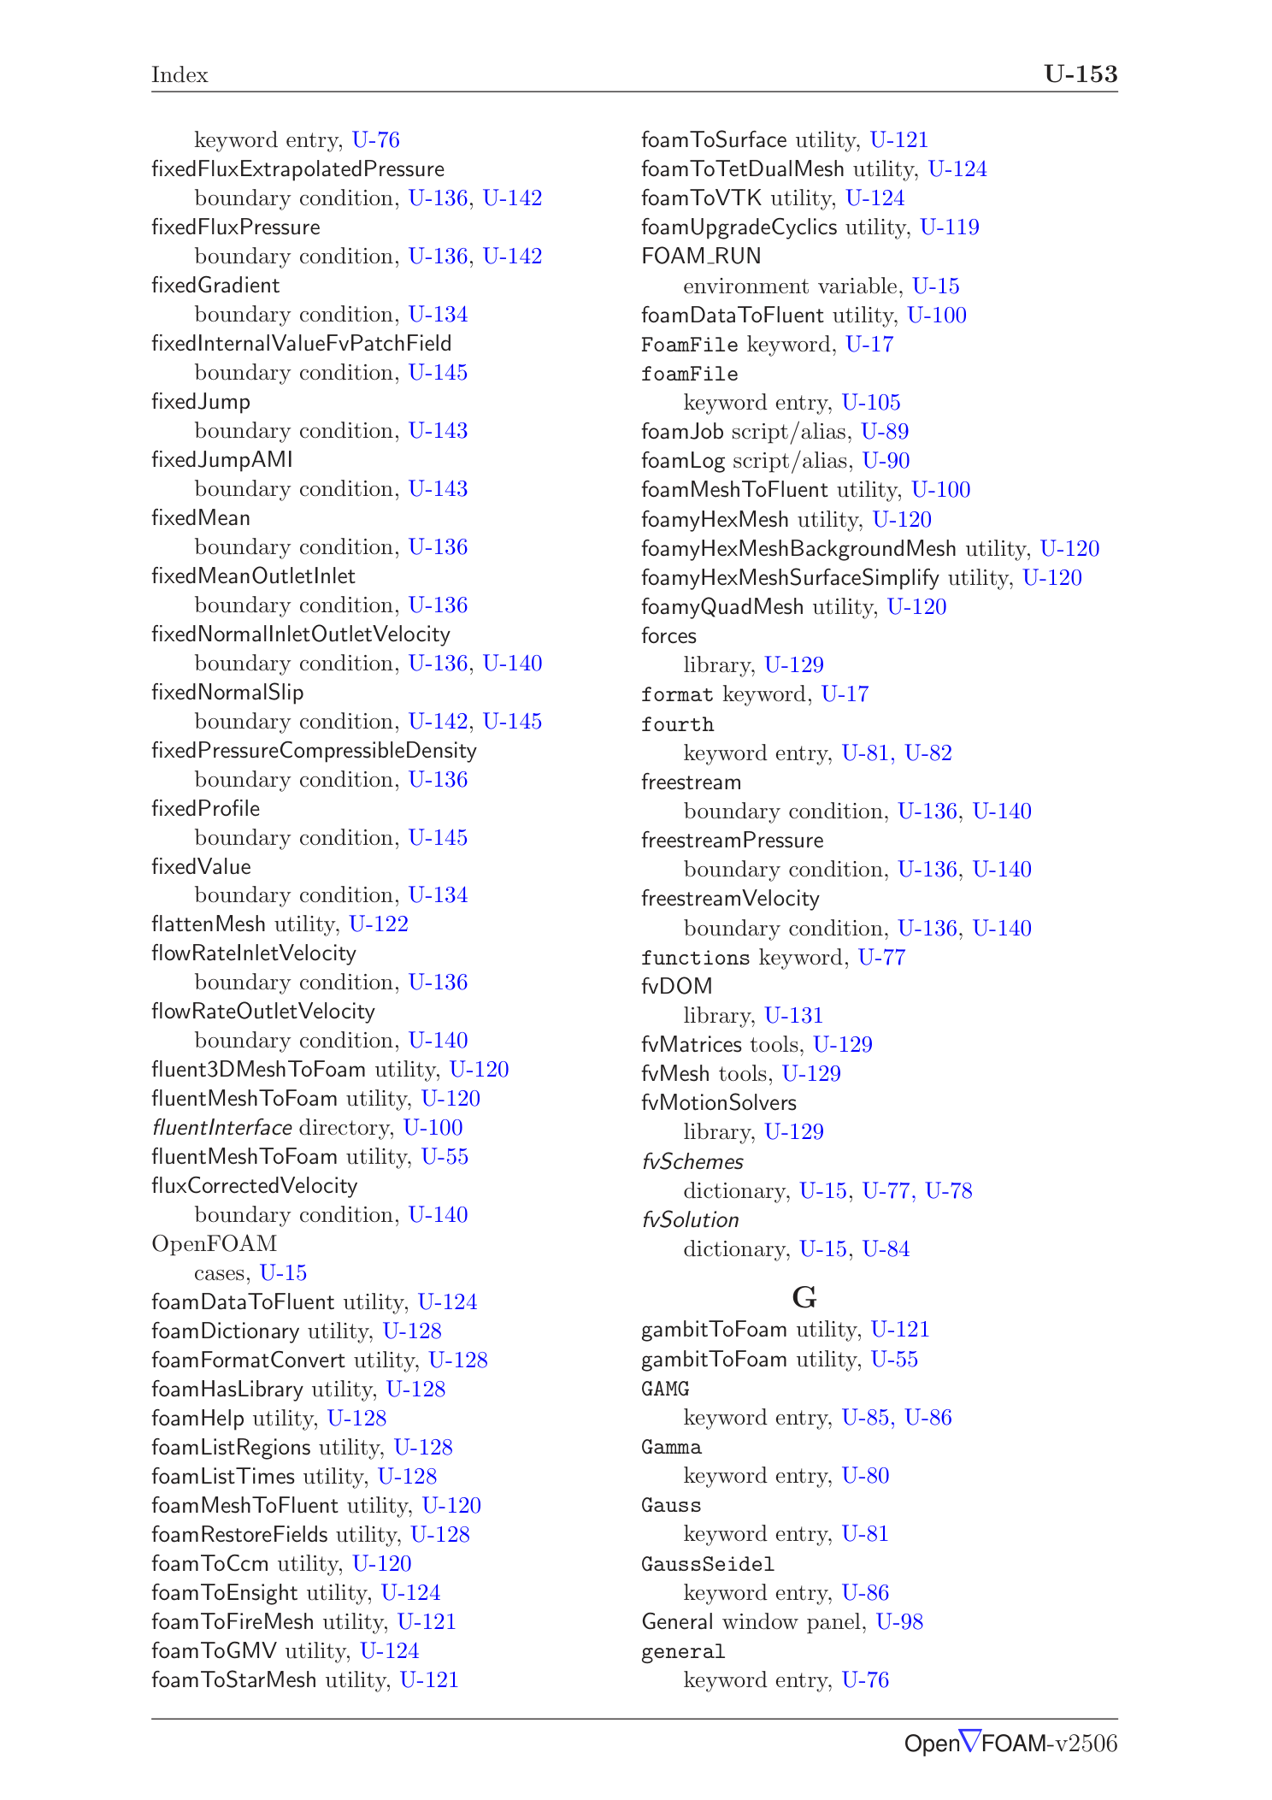 Index U-153
keyword entry, U-76
fixedFluxExtrapolatedPressure
boundary condition, U-136, U-142
fixedFluxPressure
boundary condition, U-136, U-142
fixedGradient
boundary condition, U-134
fixedInternalValueFvPatchField
boundary condition, U-145
fixedJump
boundary condition, U-143
fixedJumpAMI
boundary condition, U-143
fixedMean
boundary condition, U-136
fixedMeanOutletInlet
boundary condition, U-136
fixedNormalInletOutletVelocity
boundary condition, U-136, U-140
fixedNormalSlip
boundary condition, U-142, U-145
fixedPressureCompressibleDensity
boundary condition, U-136
fixedProfile
boundary condition, U-145
fixedValue
boundary condition, U-134
flattenMesh utility, U-122
flowRateInletVelocity
boundary condition, U-136
flowRateOutletVelocity
boundary condition, U-140
fluent3DMeshToFoam utility, U-120
fluentMeshToFoam utility, U-120
fluentInterface directory, U-100
fluentMeshToFoam utility, U-55
fluxCorrectedVelocity
boundary condition, U-140
OpenFOAM
cases, U-15
foamDataToFluent utility, U-124
foamDictionary utility, U-128
foamFormatConvert utility, U-128
foamHasLibrary utility, U-128
foamHelp utility, U-128
foamListRegions utility, U-128
foamListTimes utility, U-128
foamMeshToFluent utility, U-120
foamRestoreFields utility, U-128
foamToCcm utility, U-120
foamToEnsight utility, U-124
foamToFireMesh utility, U-121
foamToGMV utility, U-124
foamToStarMesh utility, U-121
foamToSurface utility, U-121
foamToTetDualMesh utility, U-124
foamToVTK utility, U-124
foamUpgradeCyclics utility, U-119
FOAM_RUN
environment variable, U-15
foamDataToFluent utility, U-100
FoamFile keyword, U-17
foamFile
keyword entry, U-105
foamJob script/alias, U-89
foamLog script/alias, U-90
foamMeshToFluent utility, U-100
foamyHexMesh utility, U-120
foamyHexMeshBackgroundMesh utility, U-120
foamyHexMeshSurfaceSimplify utility, U-120
foamyQuadMesh utility, U-120
forces
library, U-129
format keyword, U-17
fourth
keyword entry, U-81, U-82
freestream
boundary condition, U-136, U-140
freestreamPressure
boundary condition, U-136, U-140
freestreamVelocity
boundary condition, U-136, U-140
functions keyword, U-77
fvDOM
library, U-131
fvMatrices tools, U-129
fvMesh tools, U-129
fvMotionSolvers
library, U-129
fvSchemes
dictionary, U-15, U-77, U-78
fvSolution
dictionary, U-15, U-84
G
gambitToFoam utility, U-121
gambitToFoam utility, U-55
GAMG
keyword entry, U-85, U-86
Gamma
keyword entry, U-80
Gauss
keyword entry, U-81
GaussSeidel
keyword entry, U-86
General window panel, U-98
general
keyword entry, U-76
Open▽FOAM-v2506